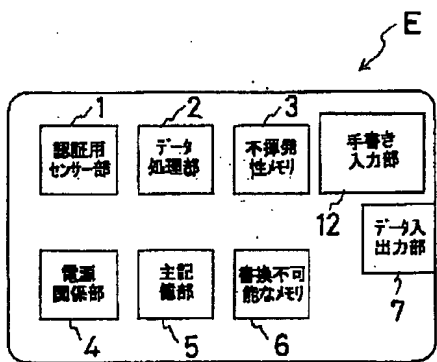 E
1
2
3
認証用
センサー部
データ
処理部
不揮発
性メモリ
手書き
入力部
12
データ入
出力部
7
電源
関係部
主記
憶部
書換不可
能なメモリ
4
5
6